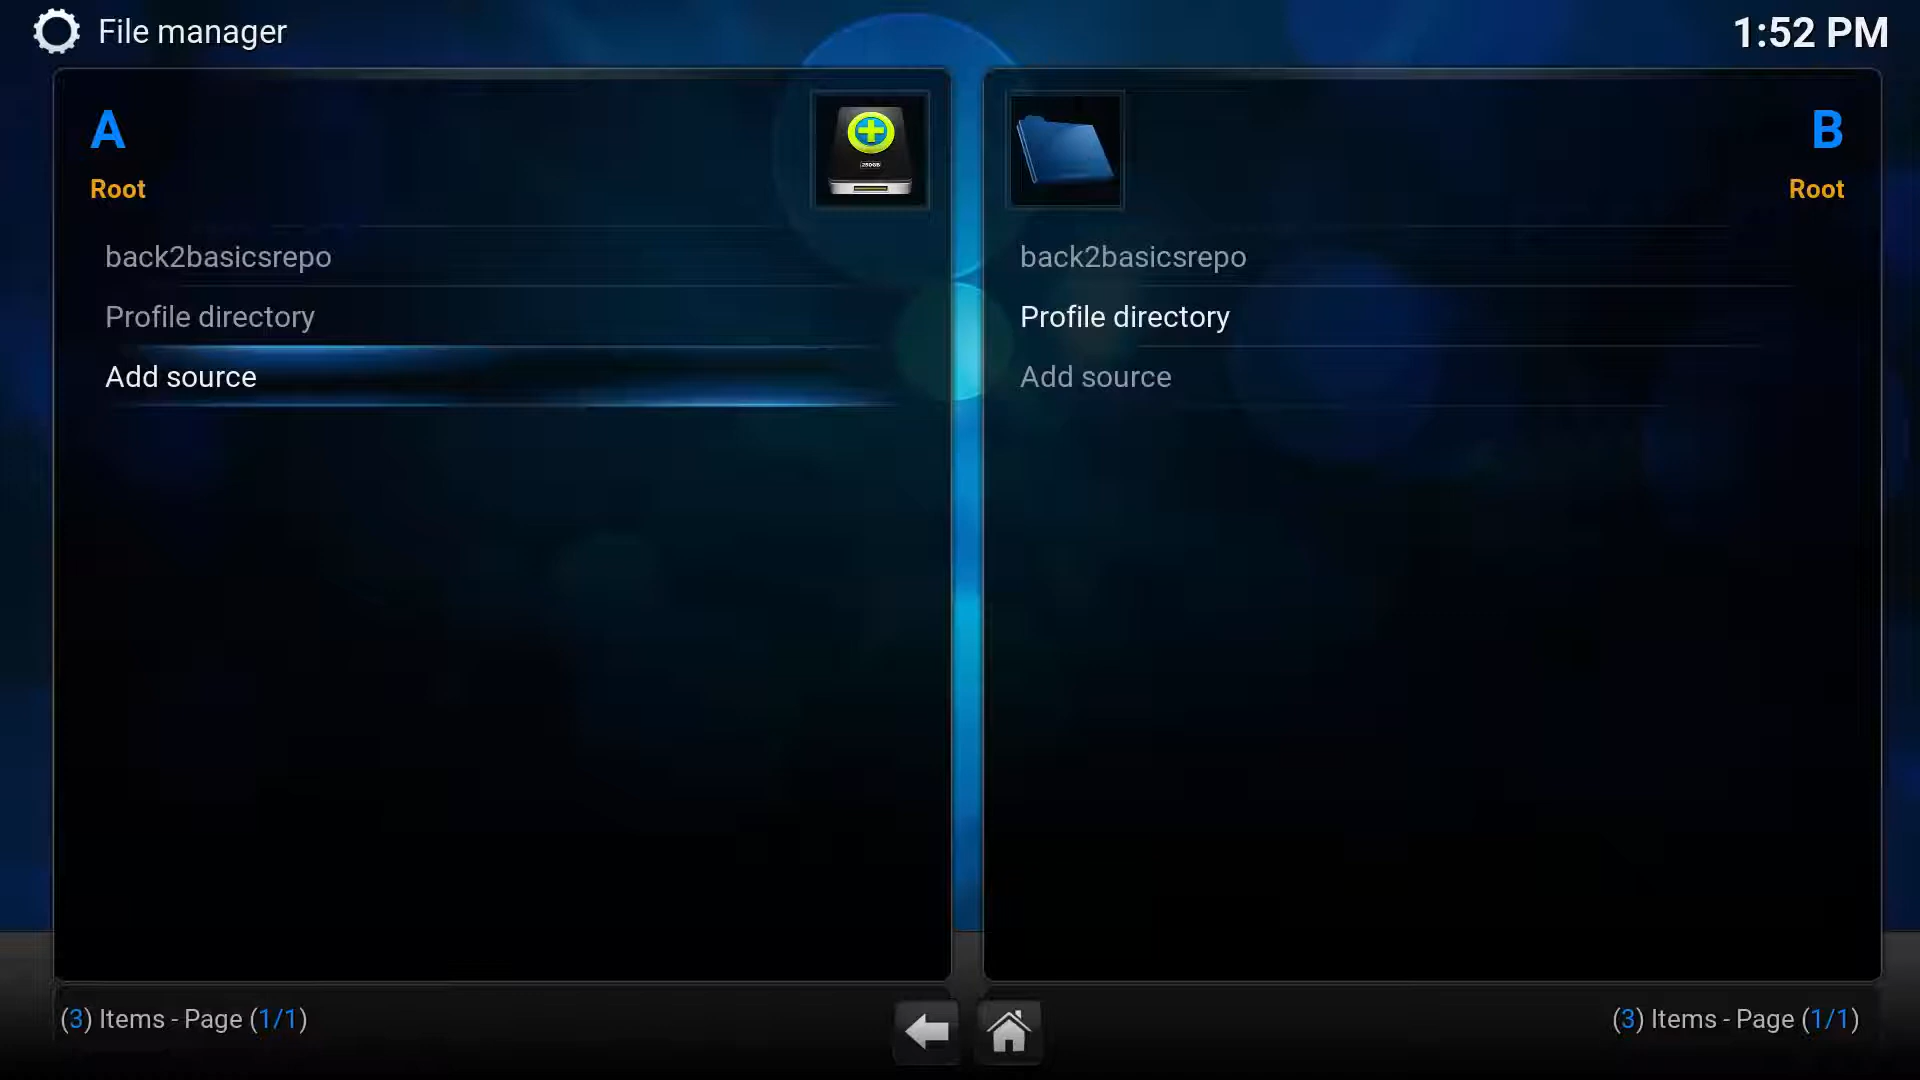 File manager
1:52 PM
A
Root
back2basicsrepo
Profile directory
Add source
(3) Items - Page (1/1)
B
Root
back2basicsrepo
Profile directory
Add source
(3) Items - Page (1/1)